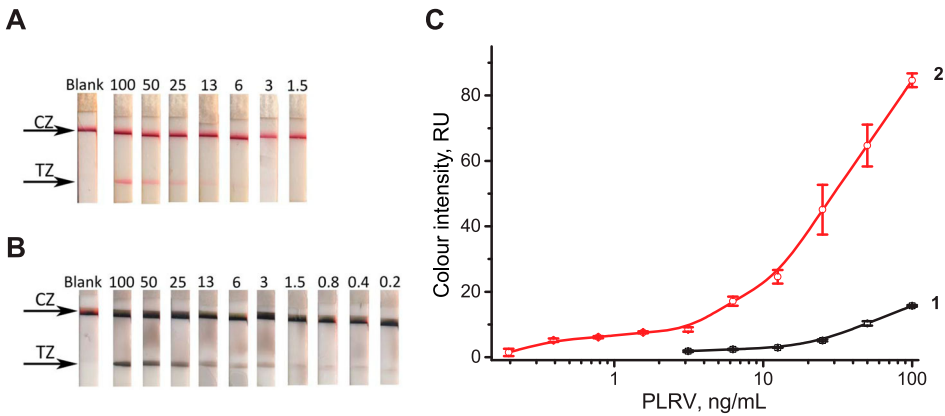 A
Blank 100 50 25 13 6 3 1.5
CZ
TZ
B
Blank 100 50 25 13 6 3 1.5 0.8 0.4 0.2
CZ
TZ
C
Colour intensity, RU
80
60
40
20
0
2
1
1 10 100
PLRV, ng/mL